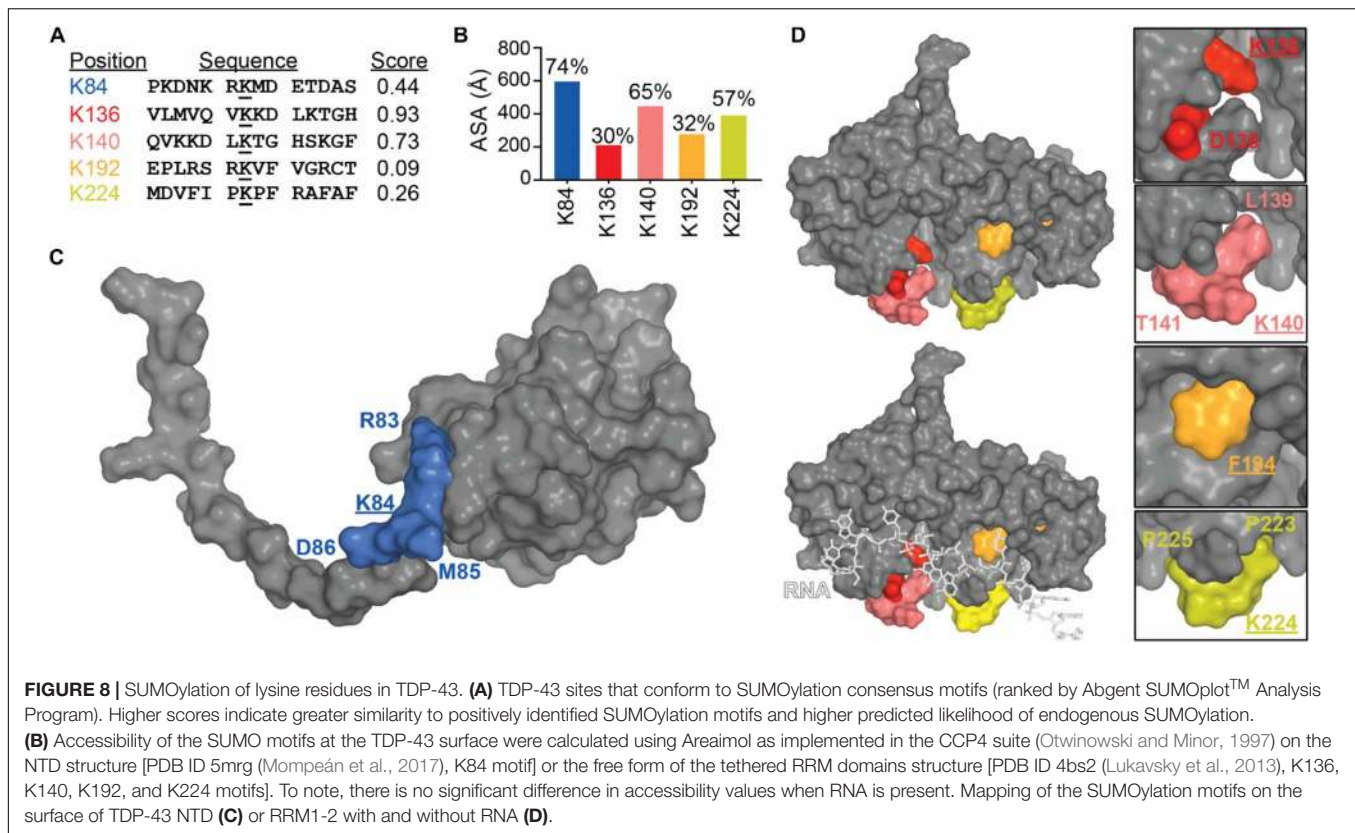 A
Position Sequence Score
K84 PKDNK RKMD ETDAS 0.44
K136 VLMVQ VKKD LKTGH 0.93
K140 QVKKD LKTG HSKGF 0.73
K192 EPLRS RKVF VGRCT 0.09
K224 MDVFI PKPF RAFAF 0.26
B
ASA (Å)
800
600
400
200
0
74%
30%
65%
32%
57%
K84
K136
K140
K192
K224
C
R83
K84
D86
M85
D
RNA
K136
D138
L139
T141 K140
F194
P225 P223
K224
FIGURE 8 | SUMOylation of lysine residues in TDP-43. (A) TDP-43 sites that conform to SUMOylation consensus motifs (ranked by Abgent SUMOplot™ Analysis
Program). Higher scores indicate greater similarity to positively identified SUMOylation motifs and higher predicted likelihood of endogenous SUMOylation.
(B) Accessibility of the SUMO motifs at the TDP-43 surface were calculated using Areaimol as implemented in the CCP4 suite (Otwinowski and Minor, 1997) on the
NTD structure [PDB ID 5mrg (Mompeán et al., 2017), K84 motif] or the free form of the tethered RRM domains structure [PDB ID 4bs2 (Lukavsky et al., 2013), K136,
K140, K192, and K224 motifs]. To note, there is no significant difference in accessibility values when RNA is present. Mapping of the SUMOylation motifs on the
surface of TDP-43 NTD (C) or RRM1-2 with and without RNA (D).